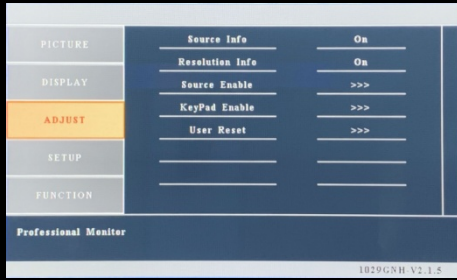 PICTURE
DISPLAY
ADJUST
SETUP
FUNCTION
Source Info On
Resolution Info On
Source Enable >>>
KeyPad Enable >>>
User Reset >>>
Professional Monitor
1029GNH-V2.1.5